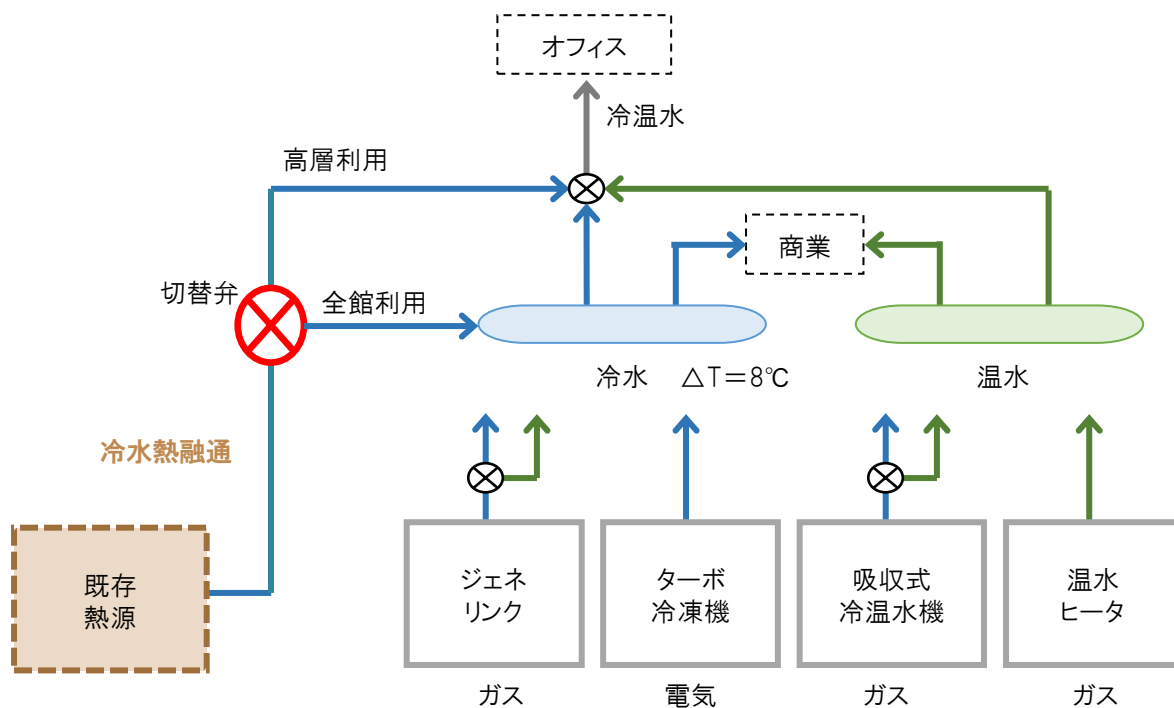 オフィス
冷温水
高層利用
商業
切替弁
全館利用
冷水 △T＝8℃
温水
冷水熱融通
既存
熱源
ジェネ
リンク
ターボ
冷凍機
吸収式
冷温水機
温水
ヒータ
ガス
電気
ガス
ガス